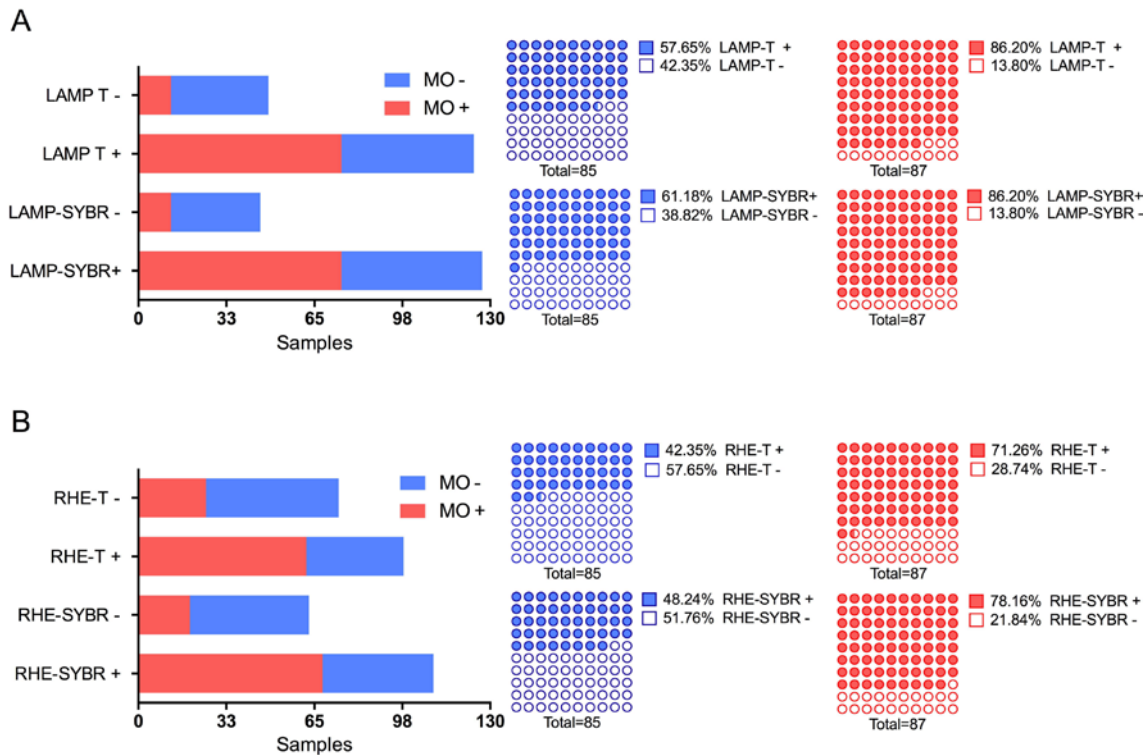 A
LAMP T -
LAMP T +
LAMP-SYBR -
LAMP-SYBR+
MO -
MO +
0 33 65 98 130
Samples
57.65% LAMP-T +
42.35% LAMP-T -
Total=85
86.20% LAMP-T +
13.80% LAMP-T -
Total=87
61.18% LAMP-SYBR+
38.82% LAMP-SYBR -
Total=85
86.20% LAMP-SYBR+
13.80% LAMP-SYBR -
Total=87
B
RHE-T -
RHE-T +
RHE-SYBR -
RHE-SYBR +
MO -
MO +
0 33 65 98 130
Samples
42.35% RHE-T +
57.65% RHE-T -
Total=85
71.26% RHE-T +
28.74% RHE-T -
Total=87
48.24% RHE-SYBR +
51.76% RHE-SYBR -
Total=85
78.16% RHE-SYBR +
21.84% RHE-SYBR -
Total=87